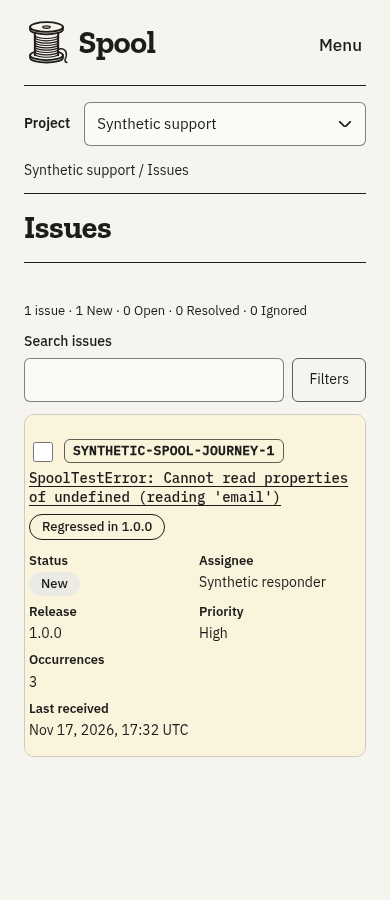 Spool
Menu
Project
Synthetic support
Synthetic support / Issues
Issues
1 issue · 1 New · 0 Open · 0 Resolved · 0 Ignored
Search issues
Filters
SYNTHETIC-SPOOL-JOURNEY-1
SpoolTestError: Cannot read properties
of undefined (reading 'email')
Regressed in 1.0.0
Status
Assignee
New
Synthetic responder
Release
Priority
1.0.0
High
Occurrences
3
Last received
Nov 17, 2026, 17:32 UTC